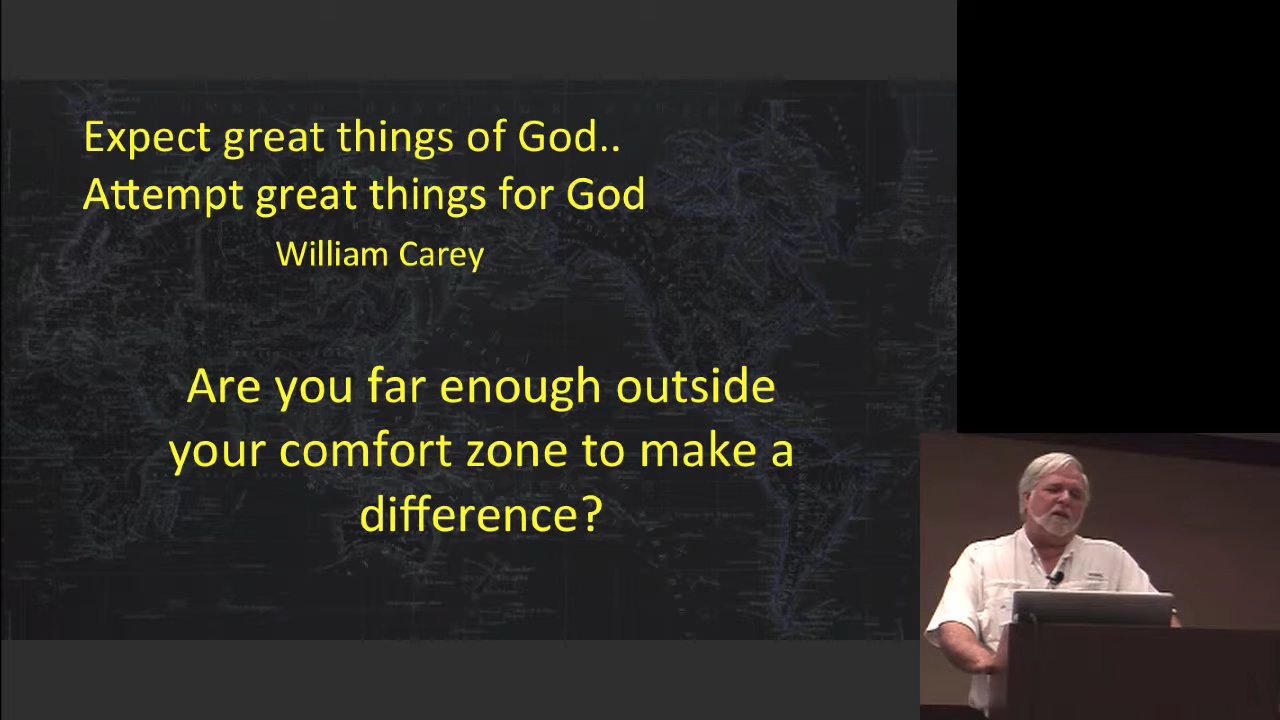 Expect great things of God..
Attempt great things for God
William Carey
Are you far enough outside
your comfort zone to make a
difference?